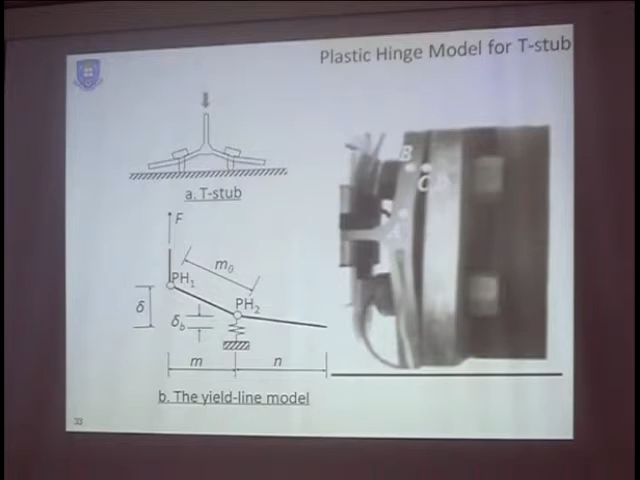 Plastic Hinge Model for T-stub
a. T-stub
F
m₀
PH₁
PH₂
δ
δb
m
n
b. The yield-line model
B
C
A
33